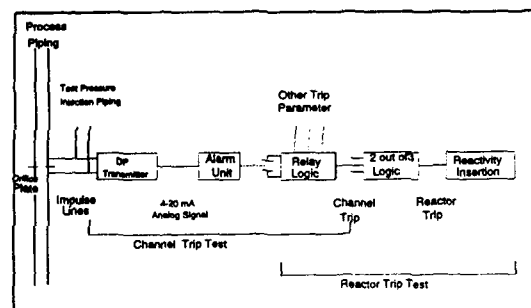 Process
Piping
Test Pressure
Injection Piping
Other Trip
Parameter
Orifice
Plate
DP
Transmitter
Alarm
Unit
Relay
Logic
2 out of 3
Logic
Reactivity
Insertion
Impulse
Lines
4-20 mA
Analog Signal
Channel
Trip
Reactor
Trip
Channel Trip Test
Reactor Trip Test